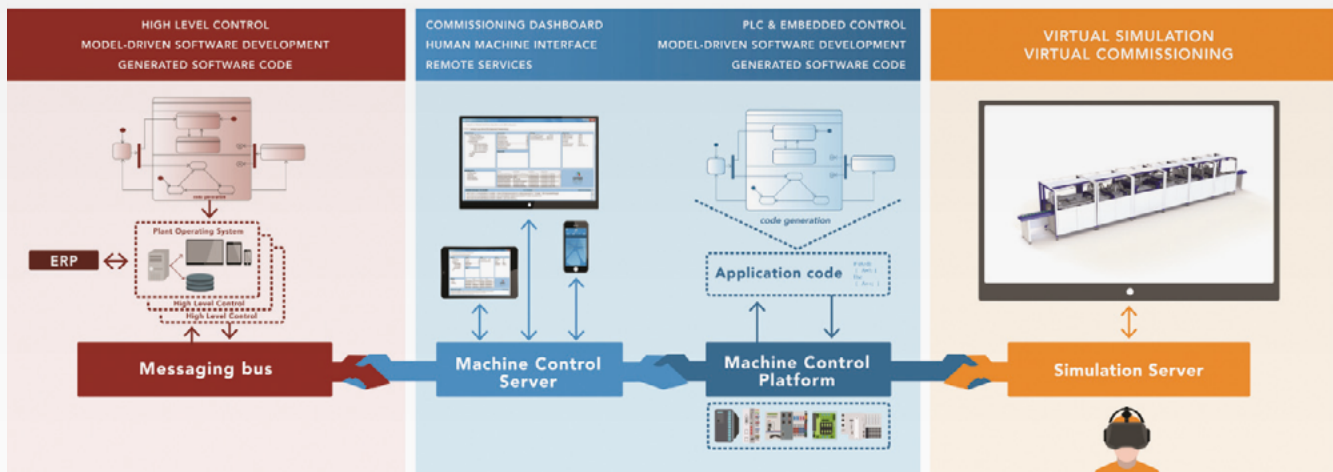 HIGH LEVEL CONTROL
MODEL-DRIVEN SOFTWARE DEVELOPMENT
GENERATED SOFTWARE CODE
COMMISSIONING DASHBOARD
HUMAN MACHINE INTERFACE
REMOTE SERVICES
PLC & EMBEDDED CONTROL
MODEL-DRIVEN SOFTWARE DEVELOPMENT
GENERATED SOFTWARE CODE
VIRTUAL SIMULATION
VIRTUAL COMMISSIONING
code generation
Plant Operating System
ERP
High Level Control
High Level Control
code generation
Application code
Messaging bus
Machine Control
Server
Machine Control
Platform
Simulation Server